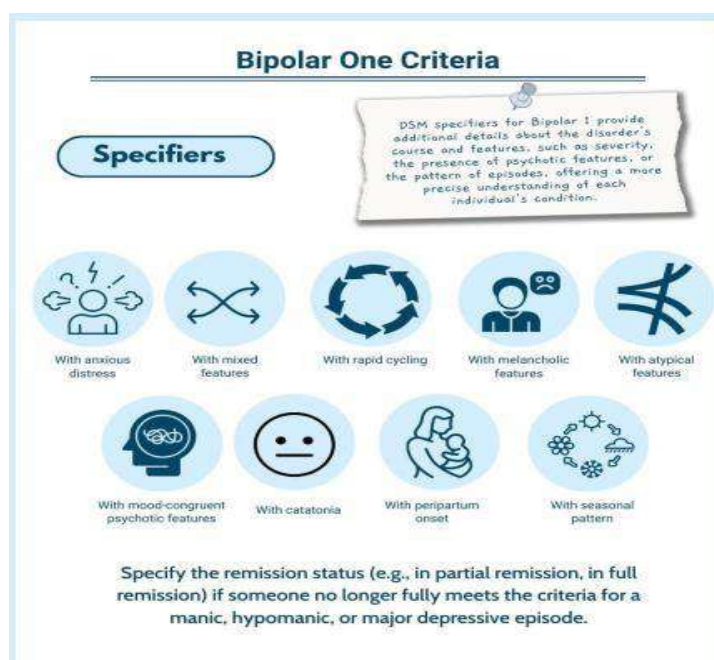 Bipolar One Criteria
DSM specifiers for Bipolar I provide
additional details about the disorder's
course and features, such as severity,
the presence of psychotic features, or
the pattern of episodes, offering a more
precise understanding of each
individual's condition.
Specifiers
With anxious
distress
With mixed
features
With rapid cycling
With melancholic
features
With atypical
features
With mood-congruent
psychotic features
With catatonia
With peripartum
onset
With seasonal
pattern
Specify the remission status (e.g., in partial remission, in full
remission) if someone no longer fully meets the criteria for a
manic, hypomanic, or major depressive episode.